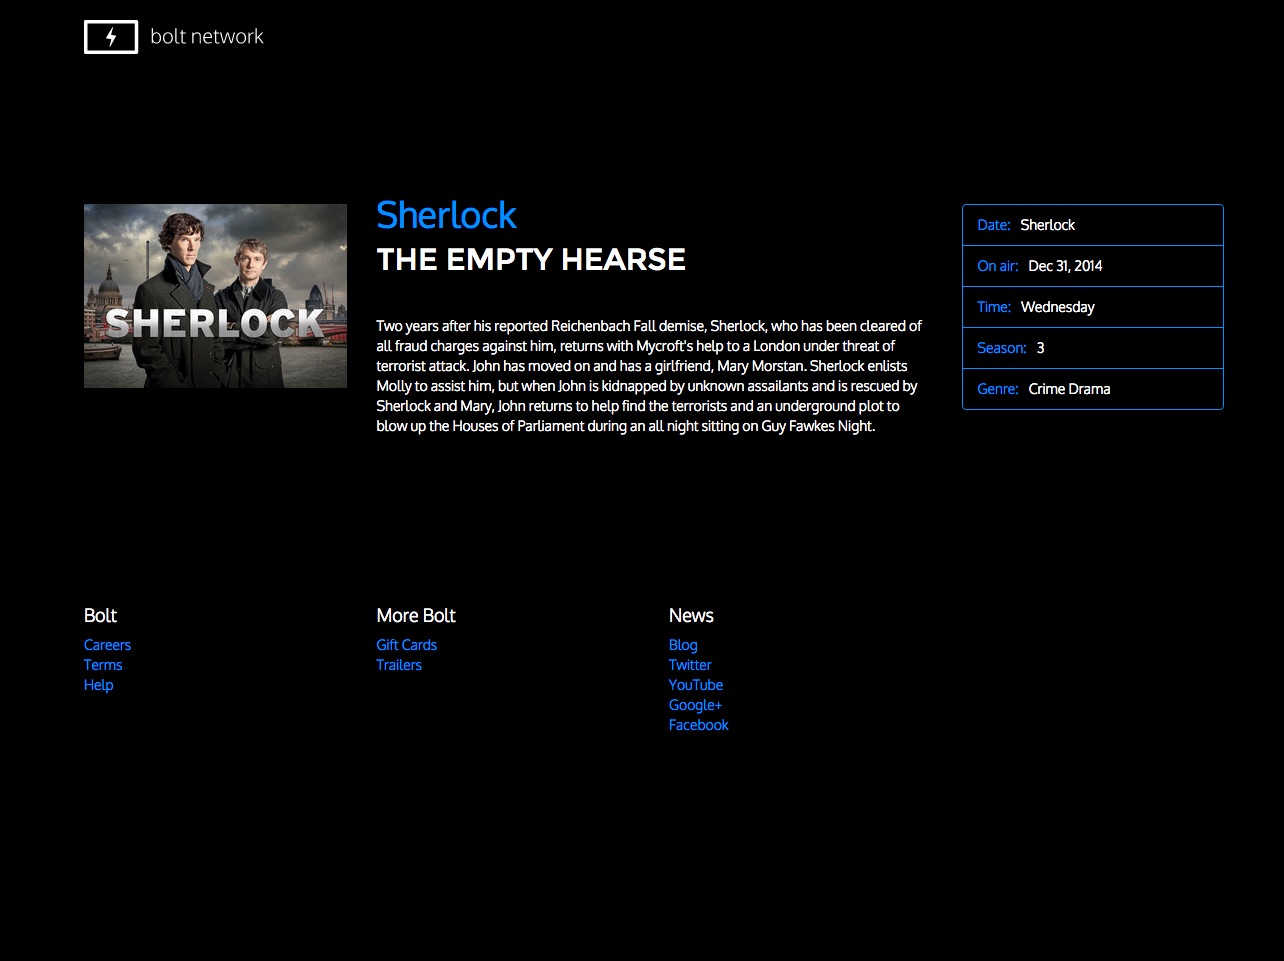 bolt network
SHERLOCK
Sherlock
THE EMPTY HEARSE
Two years after his reported Reichenbach Fall demise, Sherlock, who has been cleared of
all fraud charges against him, returns with Mycroft's help to a London under threat of
terrorist attack. John has moved on and has a girlfriend, Mary Morstan. Sherlock enlists
Molly to assist him, but when John is kidnapped by unknown assailants and is rescued by
Sherlock and Mary, John returns to help find the terrorists and an underground plot to
blow up the Houses of Parliament during an all night sitting on Guy Fawkes Night.
Date: Sherlock
On air: Dec 31, 2014
Time: Wednesday
Season: 3
Genre: Crime Drama
Bolt
Careers
Terms
Help
More Bolt
Gift Cards
Trailers
News
Blog
Twitter
YouTube
Google+
Facebook